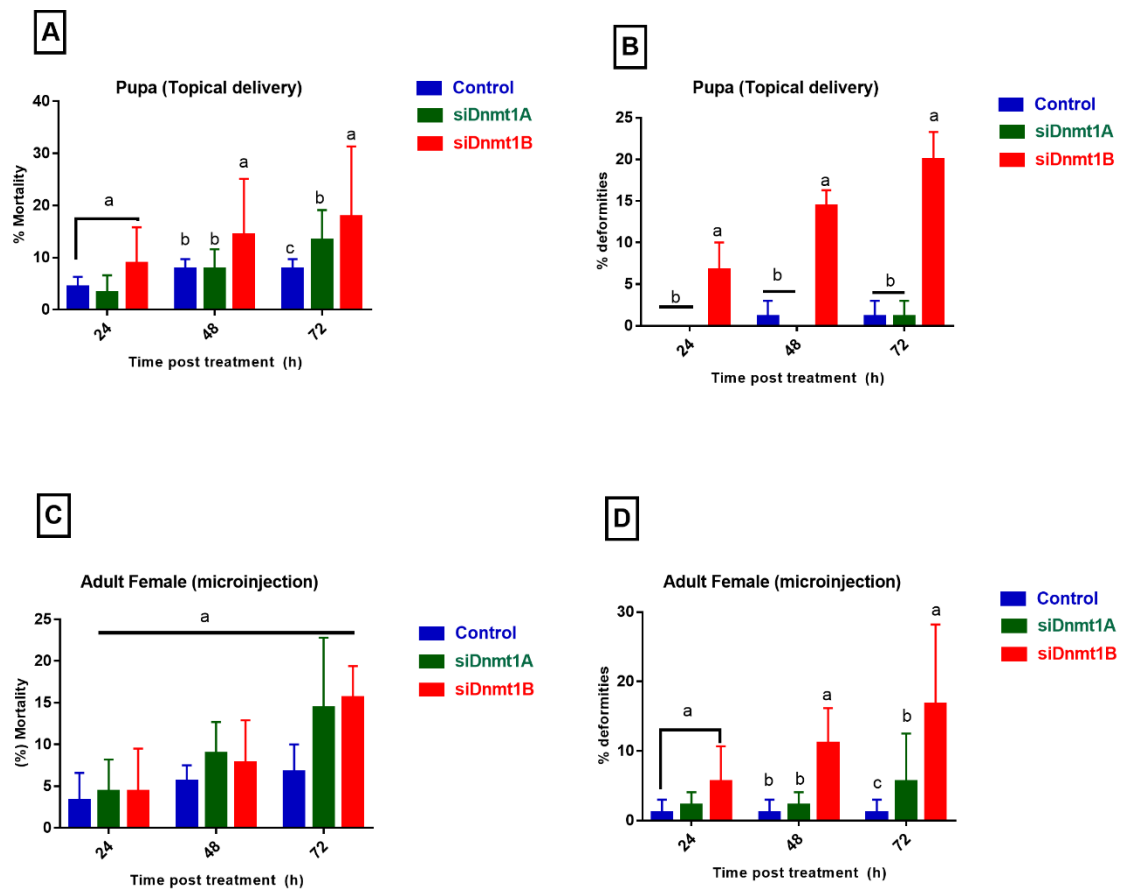 A
Pupa (Topical delivery)
Control
siDnmt1A
siDnmt1B
% Mortality
40
30
20
10
0
a
b b a
c b a
24 48 72
Time post treatment (h)
B
Pupa (Topical delivery)
Control
siDnmt1A
siDnmt1B
% deformities
25
20
15
10
5
0
b a
b a
b a
24 48 72
Time post treatment (h)
C
Adult Female (microinjection)
Control
siDnmt1A
siDnmt1B
(%) Mortality
25
20
15
10
5
0
a
24 48 72
Time post treatment (h)
D
Adult Female (microinjection)
Control
siDnmt1A
siDnmt1B
% deformities
30
20
10
0
a
b b a
c b a
24 48 72
Time post treatment (h)